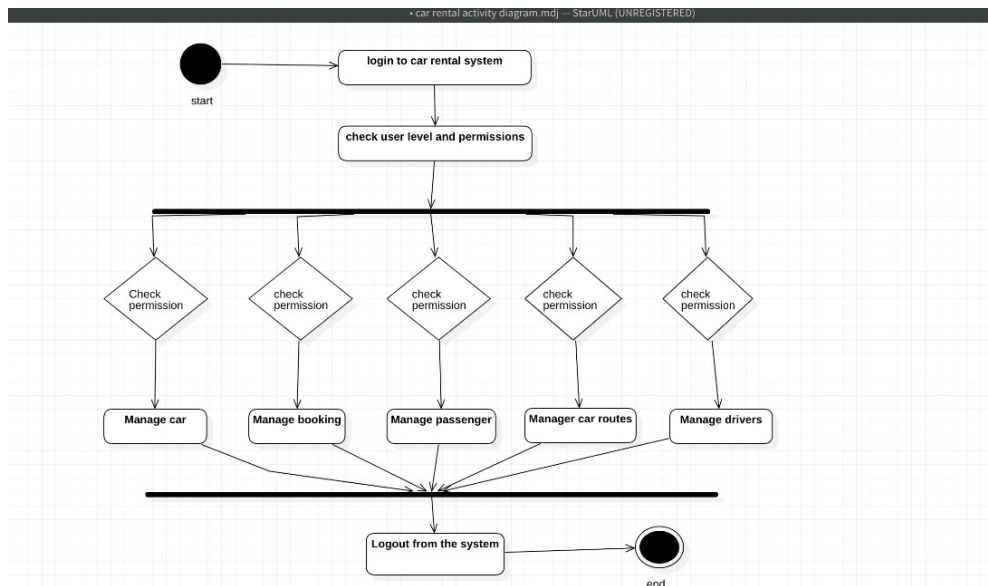 • car rental activity diagram.mdj — StarUML (UNREGISTERED)
login to car rental system
start
check user level and permissions
Check
permission
check
permission
check
permission
check
permission
check
permission
Manage car
Manage booking
Manage passenger
Manager car routes
Manage drivers
Logout from the system
end